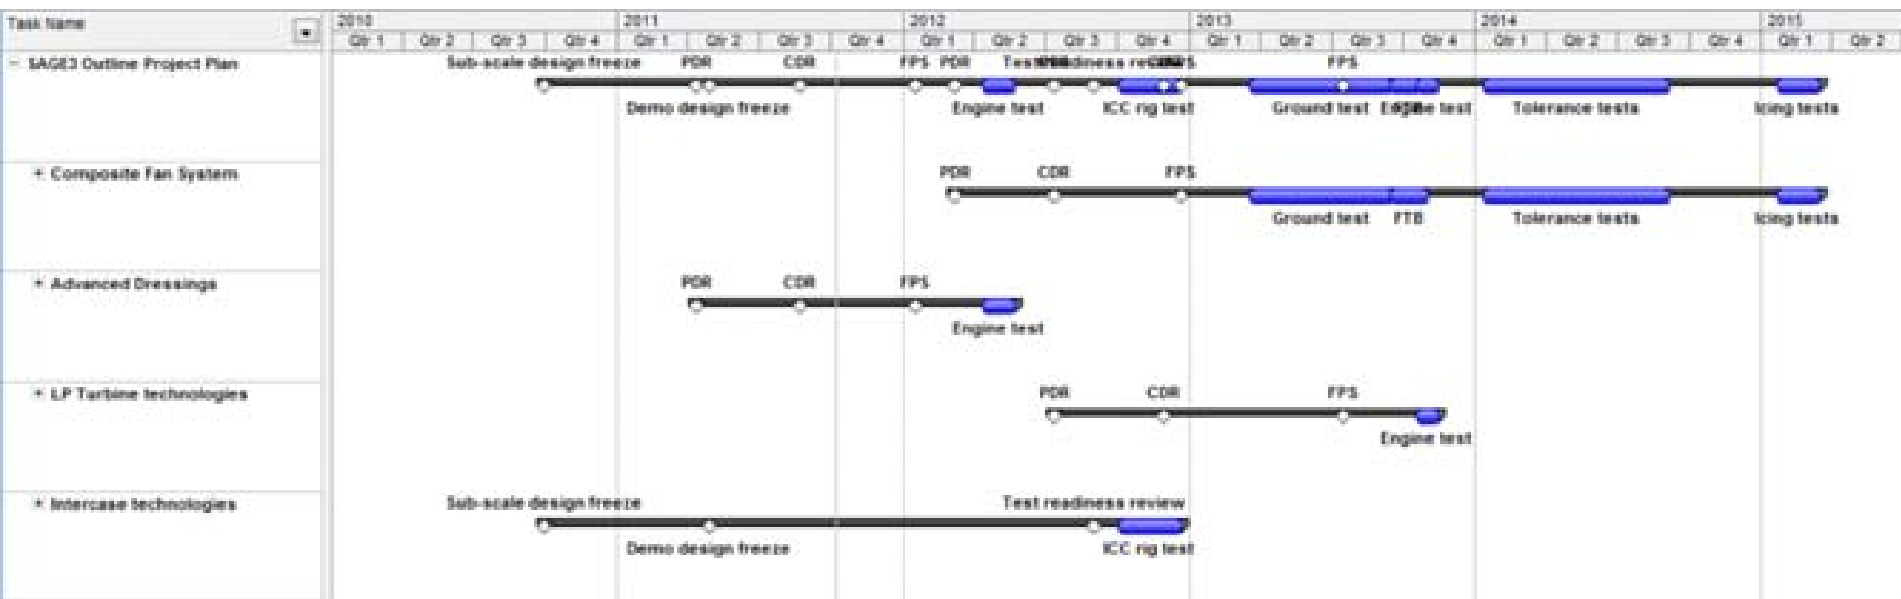 Task Name
2010 2011 2012 2013 2014 2015
Qtr 1 Qtr 2 Qtr 3 Qtr 4 Qtr 1 Qtr 2 Qtr 3 Qtr 4 Qtr 1 Qtr 2 Qtr 3 Qtr 4 Qtr 1 Qtr 2 Qtr 3 Qtr 4 Qtr 1 Qtr 2 Qtr 3 Qtr 4 Qtr 1 Qtr 2
SAGE3 Outline Project Plan
Sub-scale design freeze PDR CDR FPS PDR FPS
Demo design freeze Engine test ICC rig test Ground test Tolerance tests Icing tests
Composite Fan System
PDR CDR FPS
Ground test FTB Tolerance tests Icing tests
Advanced Dressings
PDR CDR FPS
Engine test
LP Turbine technologies
PDR CDR FPS
Engine test
Intercase technologies
Sub-scale design freeze Test readiness review
Demo design freeze ICC rig test